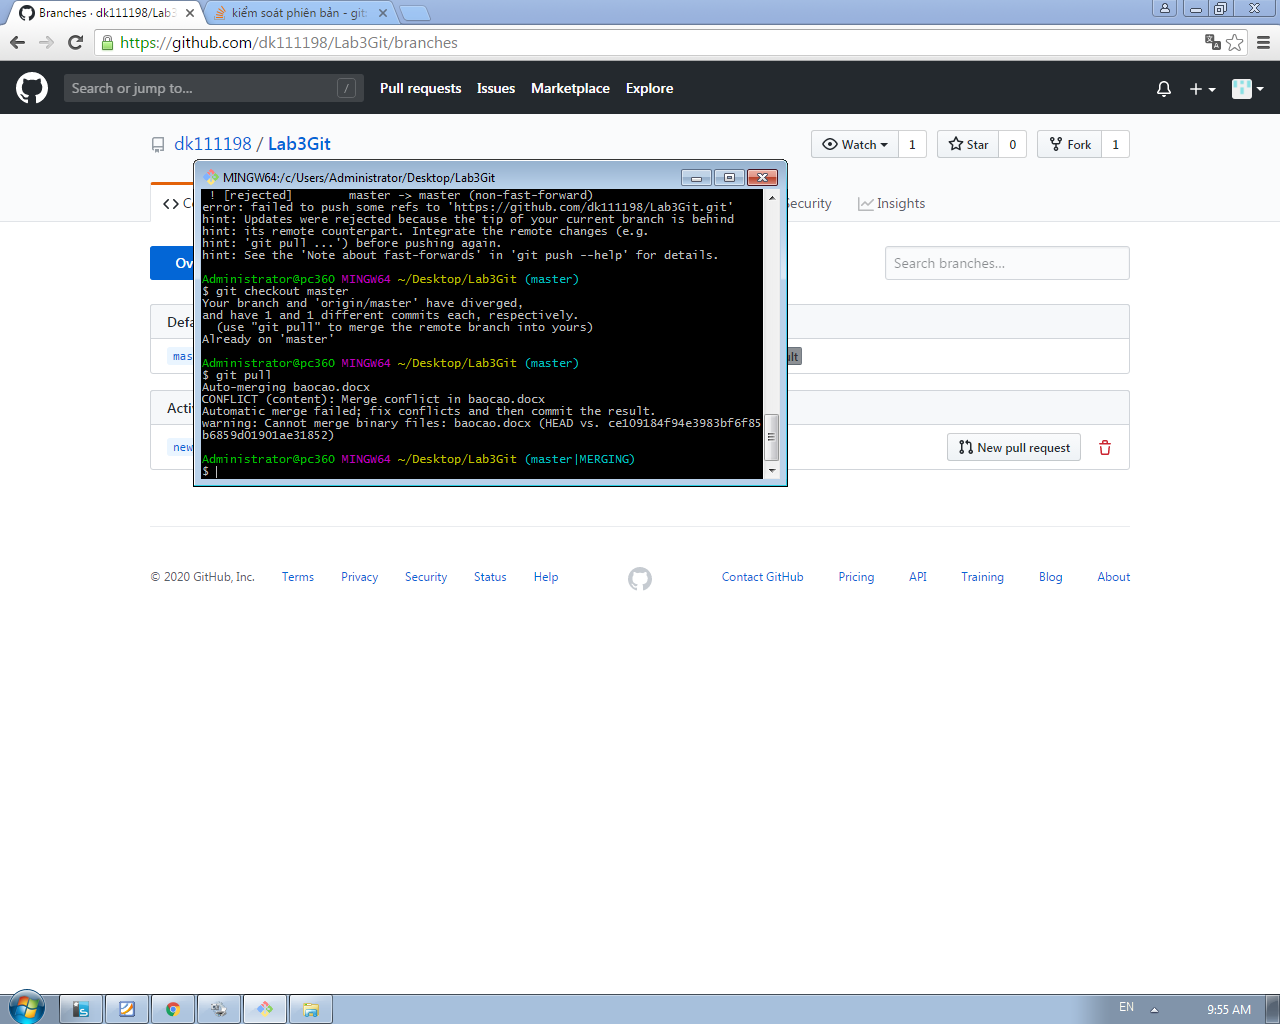 Branches · dk111198/Lab3
kiểm soát phiên bản - git
https://github.com/dk111198/Lab3Git/branches
Search or jump to...
/
Pull requests
Issues
Marketplace
Explore
dk111198 / Lab3Git
Watch
1
Star
0
Fork
1
MINGW64:/c/Users/Administrator/Desktop/Lab3Git
ecurity
Insights
! [rejected] master -> master (non-fast-forward)
error: failed to push some refs to 'https://github.com/dk111198/Lab3Git.git'
hint: Updates were rejected because the tip of your current branch is behind
hint: its remote counterpart. Integrate the remote changes (e.g.
hint: 'git pull ...') before pushing again.
hint: See the 'Note about fast-forwards' in 'git push --help' for details.
Administrator@pc360 MINGW64 ~/Desktop/Lab3Git (master)
$ git checkout master
Your branch and 'origin/master' have diverged,
and have 1 and 1 different commits each, respectively.
(use "git pull" to merge the remote branch into yours)
Already on 'master'
Administrator@pc360 MINGW64 ~/Desktop/Lab3Git (master)
$ git pull
Auto-merging baocao.docx
CONFLICT (content): Merge conflict in baocao.docx
Automatic merge failed; fix conflicts and then commit the result.
warning: Cannot merge binary files: baocao.docx (HEAD vs. ce109184f94e3983bf6f85
b6859d01901ae31852)
Administrator@pc360 MINGW64 ~/Desktop/Lab3Git (master|MERGING)
$
C
Ov
Search branches...
Defa
mas
ult
Acti
new
New pull request
© 2020 GitHub, Inc.
Terms
Privacy
Security
Status
Help
Contact GitHub
Pricing
API
Training
Blog
About
EN
9:55 AM